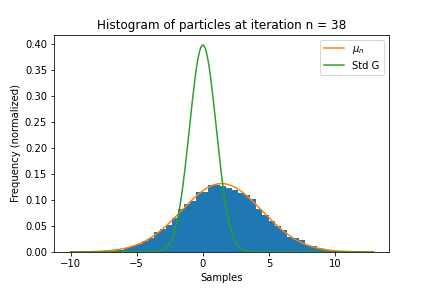 Histogram of particles at iteration n = 38
Frequency (normalized)
0.40
0.35
0.30
0.25
0.20
0.15
0.10
0.05
0.00
μn
Std G
−10
−5
0
5
10
Samples